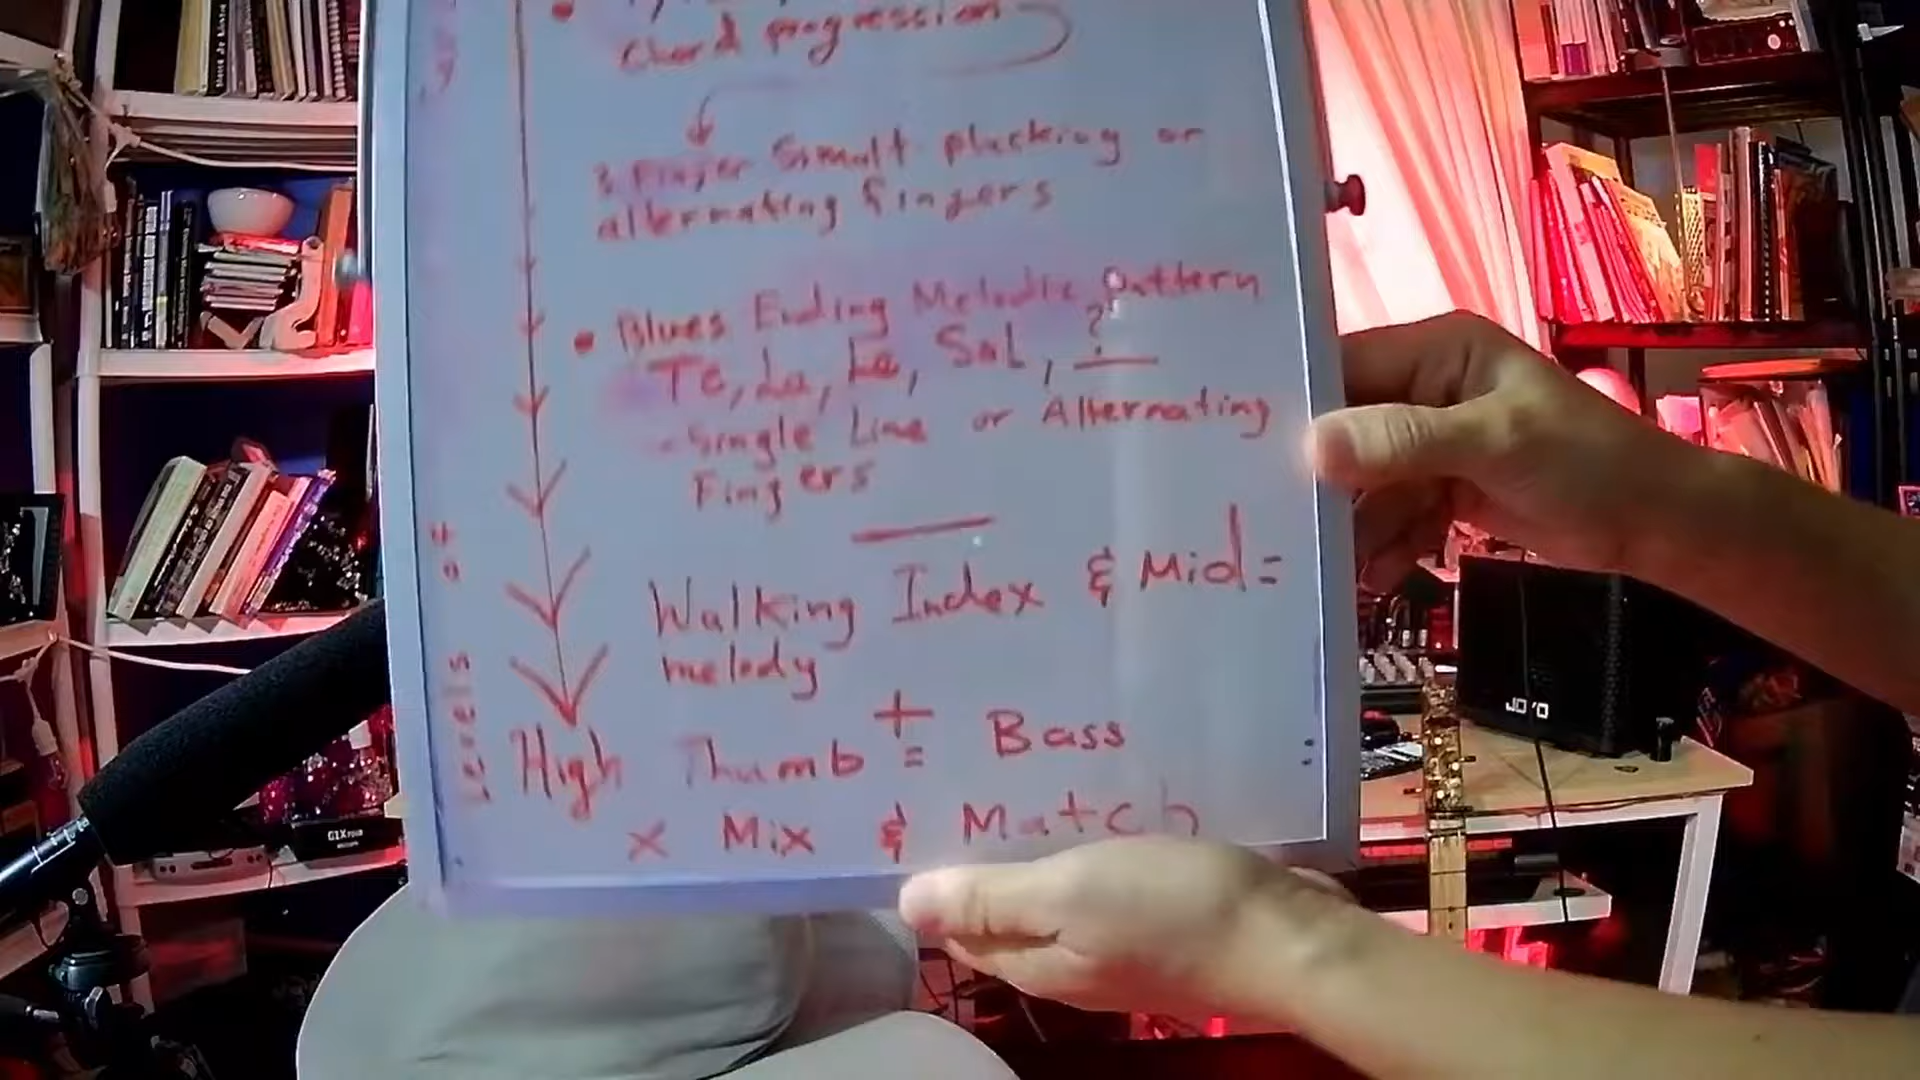 Chord progression
3 Finger Simult plucking or
alternating fingers
• Blues Ending Melodic Pattern
Te, La, Le, Sol, ?
- Single Line or Alternating
Fingers
Walking Index & Mid =
melody
+
High Thumb = Bass
x Mix & Match
levels of
JOYO